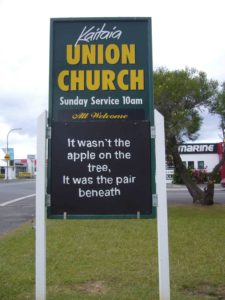 Kaitaia
UNION
CHURCH
Sunday Service 10am
All Welcome
It wasn't the
apple on the
tree,
It was the pair
beneath
marine